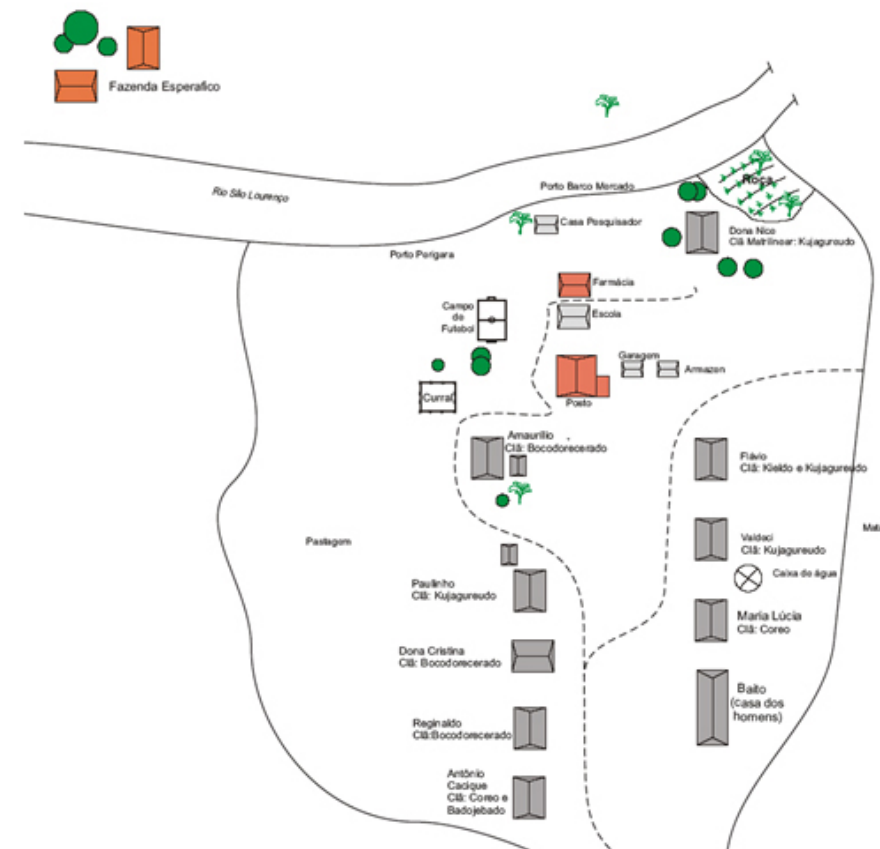 Fazenda Esperafico
Rio São Lourenço
Porto Barco Mercado
Roça
Casa Pesquisador
Dona Nice
Clã Matrilinear: Kujagureudo
Porto Perigara
Farmácia
Campo
de
Futebol
Escola
Garagem
Armazen
Curral
Posto
Amaurílio
Clã: Bocodorecerado
Flávio
Clã: Kieldo e Kujagureudo
Pastagem
Mata
Valdeci
Clã: Kujagureudo
Caixa de água
Paulinho
Clã: Kujagureudo
Maria Lúcia
Clã: Coreo
Dona Cristina
Clã: Bocodorecerado
Baito
(casa dos
homens)
Reginaldo
Clã:Bocodorecerado
Antônio
Cacique
Clã: Coreo e
Badojebado